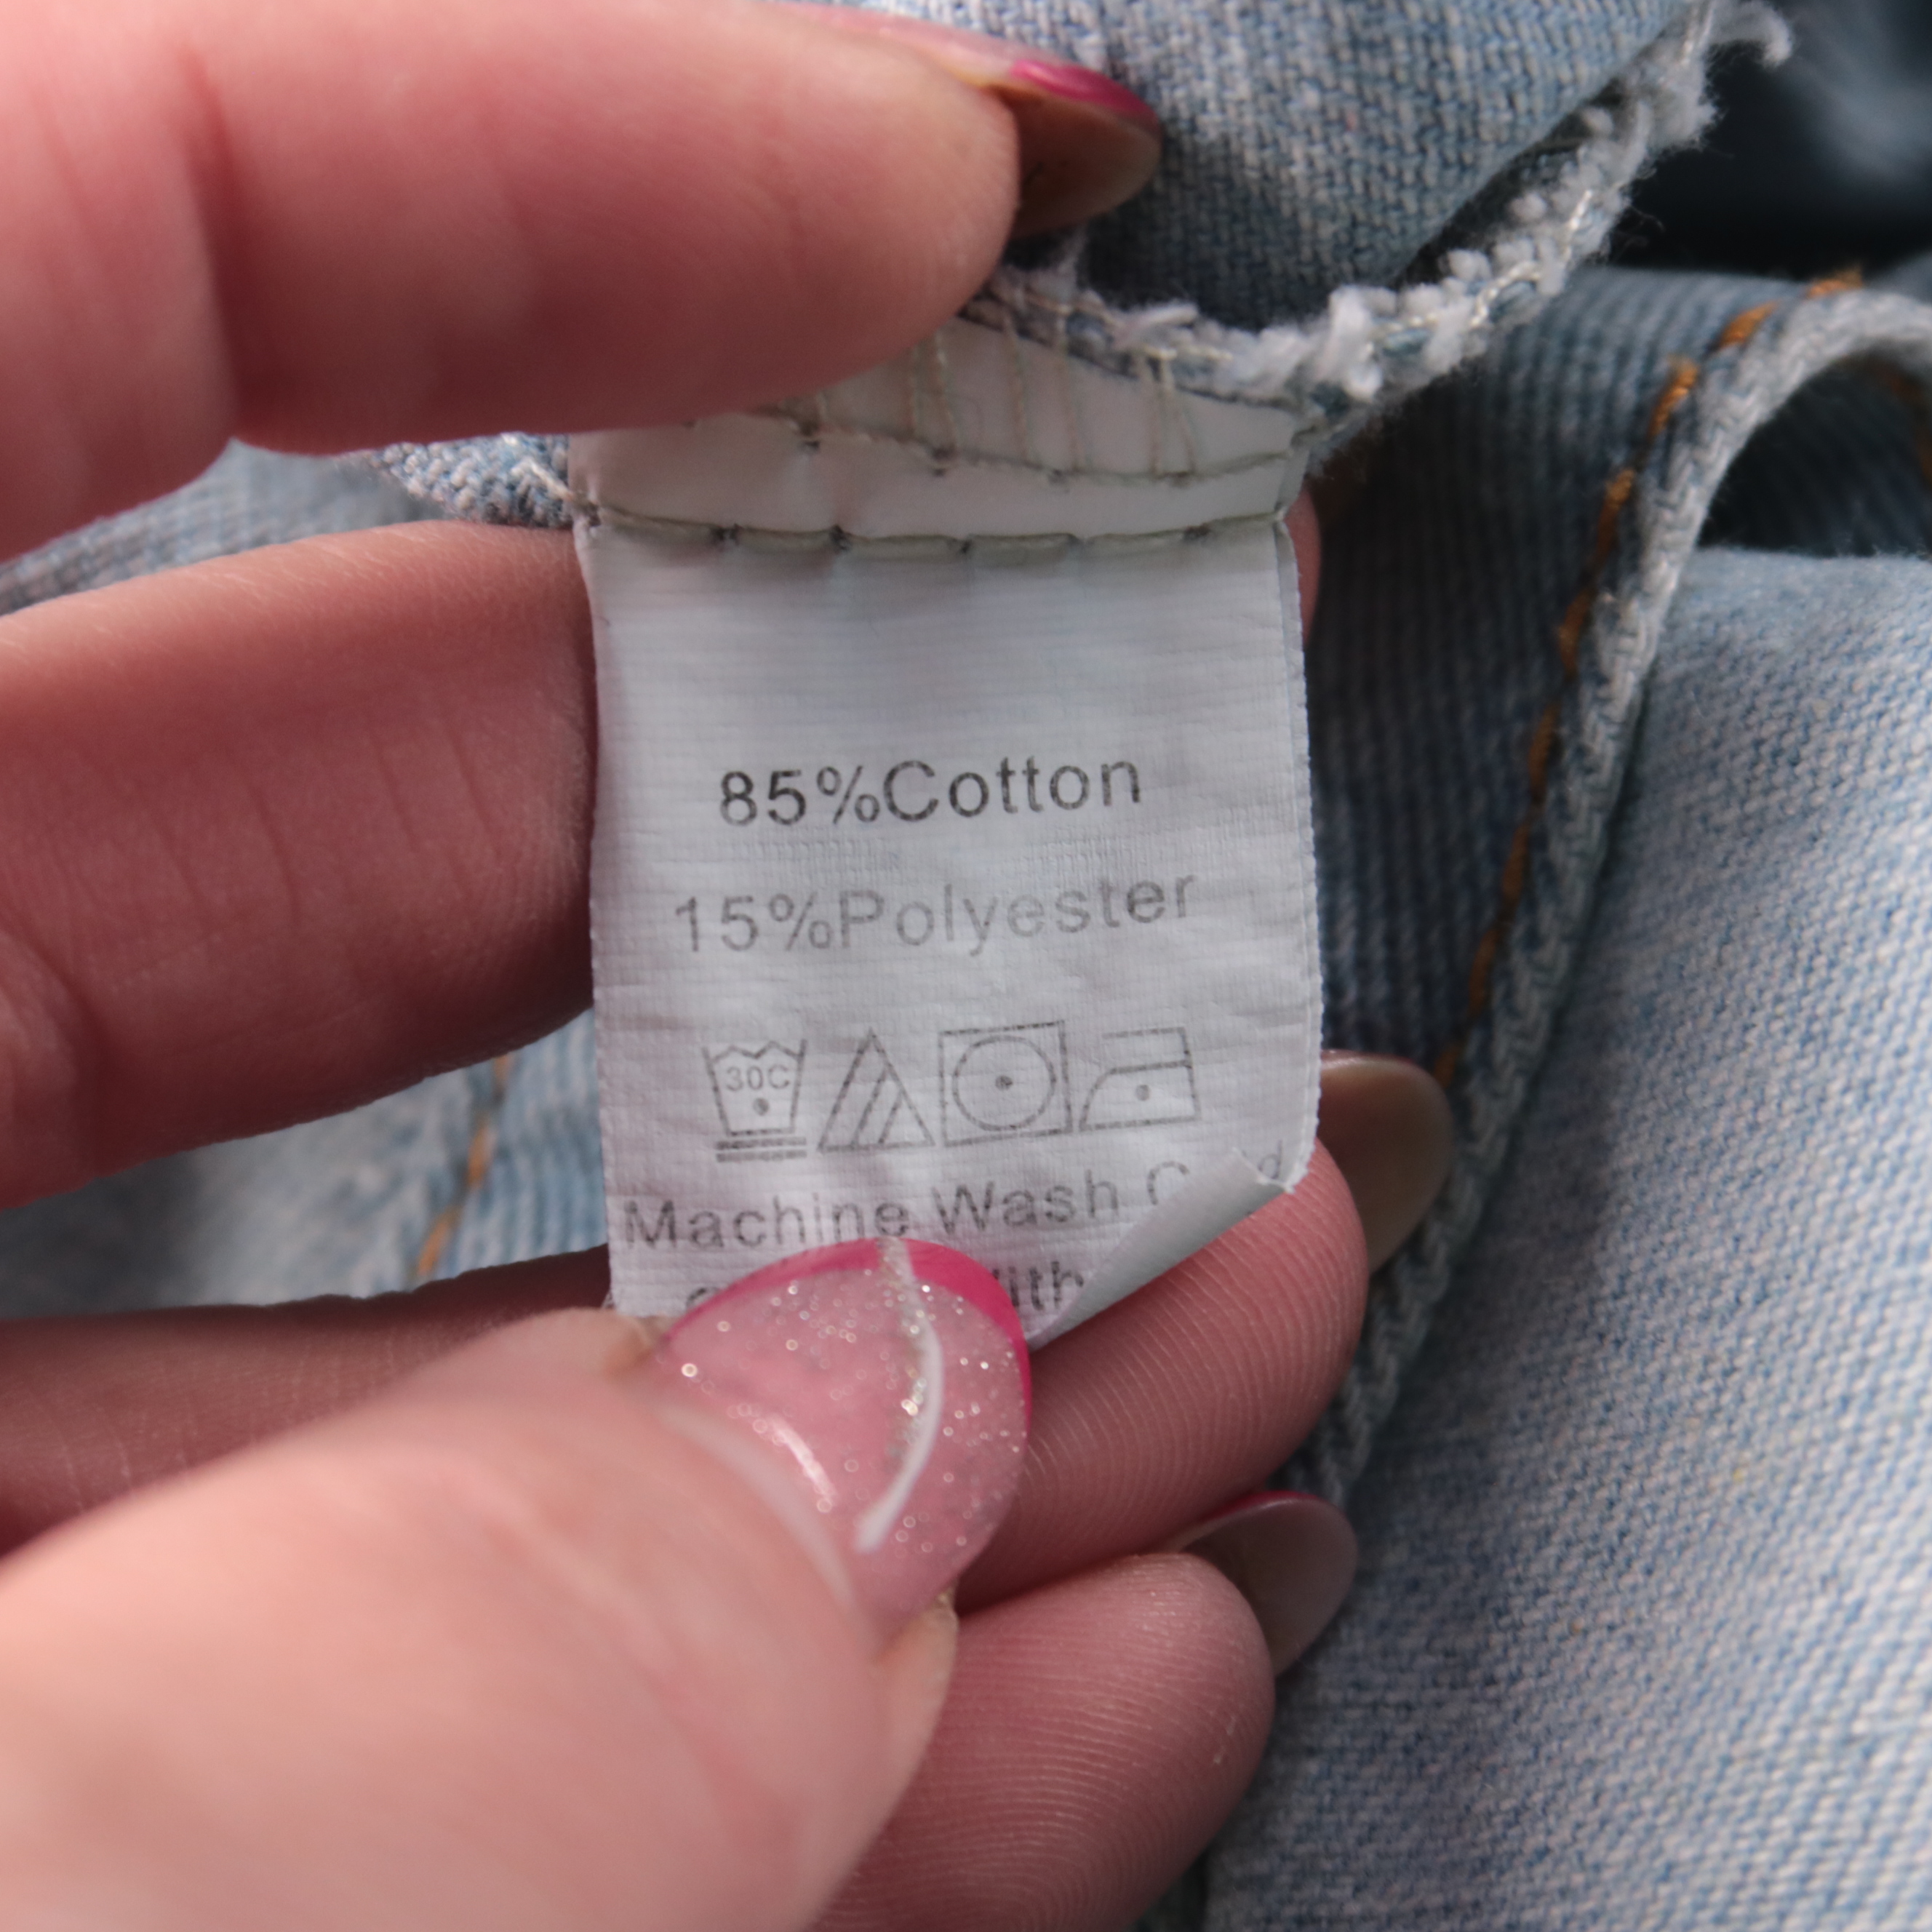 85%Cotton
15%Polyester
30C
Machine Wash